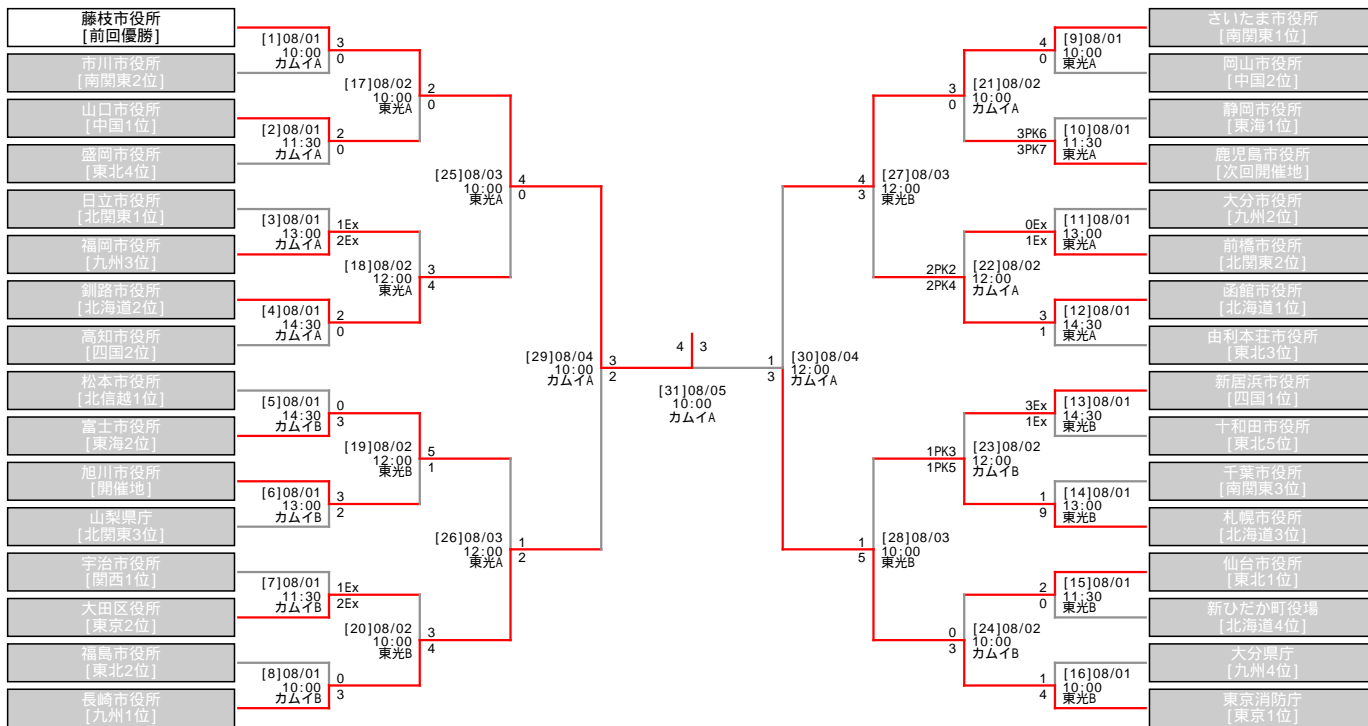 藤枝市役所
[前回優勝]
市川市役所
[南関東2位]
山口市役所
[中国1位]
盛岡市役所
[東北4位]
日立市役所
[北関東1位]
福岡市役所
[九州3位]
釧路市役所
[北海道2位]
高知市役所
[四国2位]
松本市役所
[北信越1位]
富士市役所
[東海2位]
旭川市役所
[開催地]
山梨県庁
[北関東3位]
宇治市役所
[関西1位]
大田区役所
[東京2位]
福島市役所
[東北2位]
長崎市役所
[九州1位]
[1]08/01
10:00
カムイA
3
0
[2]08/01
11:30
カムイA
2
0
[3]08/01
13:00
カムイA
1Ex
2Ex
[4]08/01
14:30
カムイA
2
0
[5]08/01
14:30
カムイB
0
3
[6]08/01
13:00
カムイB
3
2
[7]08/01
11:30
カムイB
1Ex
2Ex
[8]08/01
10:00
カムイB
0
3
[17]08/02
10:00
東光A
2
0
[18]08/02
12:00
東光A
3
4
[19]08/02
12:00
東光B
5
1
[20]08/02
10:00
東光B
3
4
[25]08/03
10:00
東光A
4
0
[26]08/03
12:00
東光A
1
2
[29]08/04
10:00
カムイA
3
2
4 3
[31]08/05
10:00
カムイA
1
3
[30]08/04
12:00
カムイA
4
3
[27]08/03
12:00
東光B
1
5
[28]08/03
10:00
東光B
3
0
[21]08/02
10:00
カムイA
2PK2
2PK4
[22]08/02
12:00
カムイA
1PK3
1PK5
[23]08/02
12:00
カムイB
0
3
[24]08/02
10:00
カムイB
4
0
[9]08/01
10:00
東光A
3PK6
3PK7
[10]08/01
11:30
東光A
0Ex
1Ex
[11]08/01
13:00
東光A
3
1
[12]08/01
14:30
東光A
3Ex
1Ex
[13]08/01
14:30
東光B
1
9
[14]08/01
13:00
東光B
2
0
[15]08/01
11:30
東光B
1
4
[16]08/01
10:00
東光B
さいたま市役所
[南関東1位]
岡山市役所
[中国2位]
静岡市役所
[東海1位]
鹿児島市役所
[次回開催地]
大分市役所
[九州2位]
前橋市役所
[北関東2位]
函館市役所
[北海道1位]
由利本荘市役所
[東北3位]
新居浜市役所
[四国1位]
十和田市役所
[東北5位]
千葉市役所
[南関東3位]
札幌市役所
[北海道3位]
仙台市役所
[東北1位]
新ひだか町役場
[北海道4位]
大分県庁
[九州4位]
東京消防庁
[東京1位]